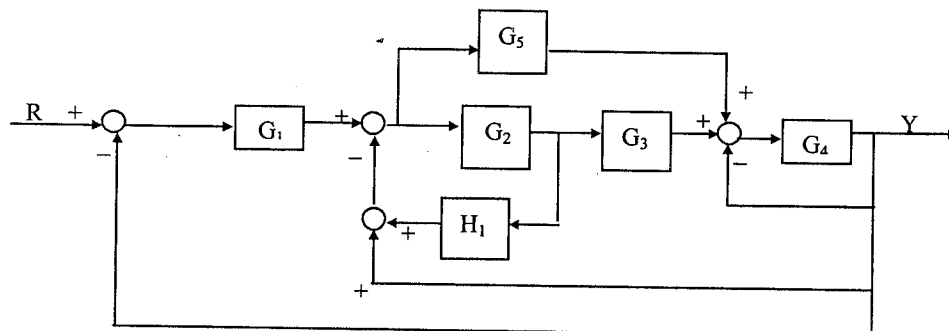 G₅
+
R + G₁ + G₂ G₃ + G₄ Y
− − −
+ H₁
+